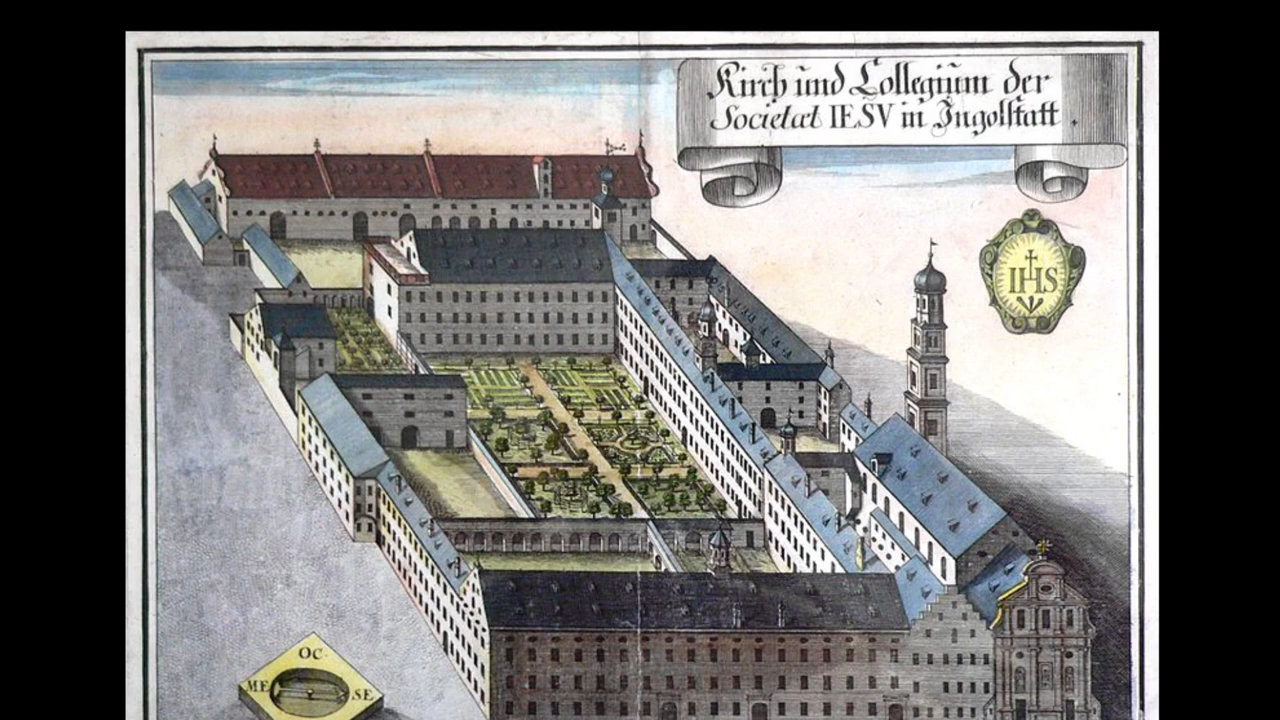 Kirch und Collegium der
Societæt IESV in Ingolstatt.
IHS
OC.
ME
SE